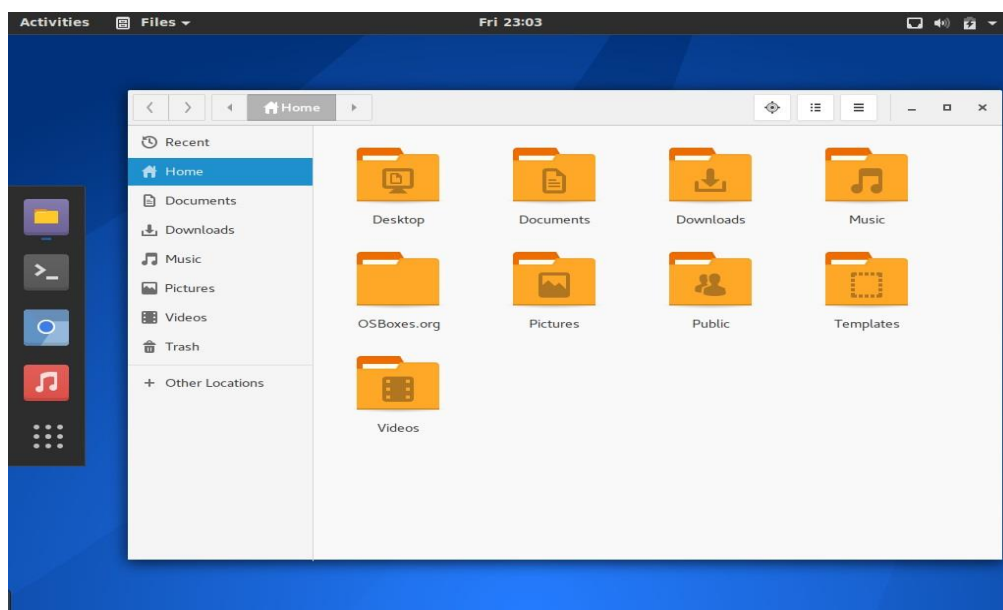 Activities Files Fri 23:03
Home
Recent
Home
Documents
Downloads
Music
Pictures
Videos
Trash
+ Other Locations
Desktop Documents Downloads Music
OSBoxes.org Pictures Public Templates
Videos